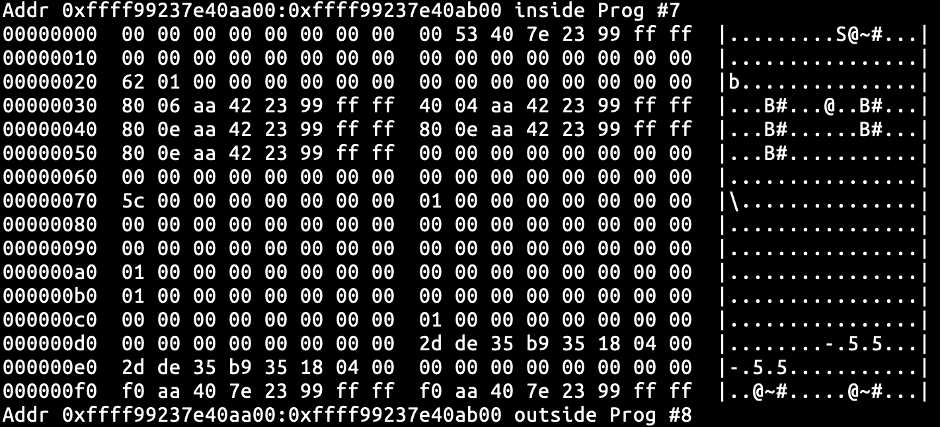 Addr 0xffff99237e40aa00:0xffff99237e40ab00 inside Prog #7
00000000  00 00 00 00 00 00 00 00  00 53 40 7e 23 99 ff ff  |.........S@~#...|
00000010  00 00 00 00 00 00 00 00  00 00 00 00 00 00 00 00  |................|
00000020  62 01 00 00 00 00 00 00  00 00 00 00 00 00 00 00  |b...............|
00000030  80 06 aa 42 23 99 ff ff  40 04 aa 42 23 99 ff ff  |...B#...@..B#...|
00000040  80 0e aa 42 23 99 ff ff  80 0e aa 42 23 99 ff ff  |...B#......B#...|
00000050  80 0e aa 42 23 99 ff ff  00 00 00 00 00 00 00 00  |...B#...........|
00000060  00 00 00 00 00 00 00 00  00 00 00 00 00 00 00 00  |................|
00000070  5c 00 00 00 00 00 00 00  01 00 00 00 00 00 00 00  |\...............|
00000080  00 00 00 00 00 00 00 00  00 00 00 00 00 00 00 00  |................|
00000090  00 00 00 00 00 00 00 00  00 00 00 00 00 00 00 00  |................|
000000a0  01 00 00 00 00 00 00 00  00 00 00 00 00 00 00 00  |................|
000000b0  01 00 00 00 00 00 00 00  00 00 00 00 00 00 00 00  |................|
000000c0  00 00 00 00 00 00 00 00  01 00 00 00 00 00 00 00  |................|
000000d0  00 00 00 00 00 00 00 00  2d de 35 b9 35 18 04 00  |........-.5.5...|
000000e0  2d de 35 b9 35 18 04 00  00 00 00 00 00 00 00 00  |-.5.5...........|
000000f0  f0 aa 40 7e 23 99 ff ff  f0 aa 40 7e 23 99 ff ff  |..@~#.....@~#...|
Addr 0xffff99237e40aa00:0xffff99237e40ab00 outside Prog #8